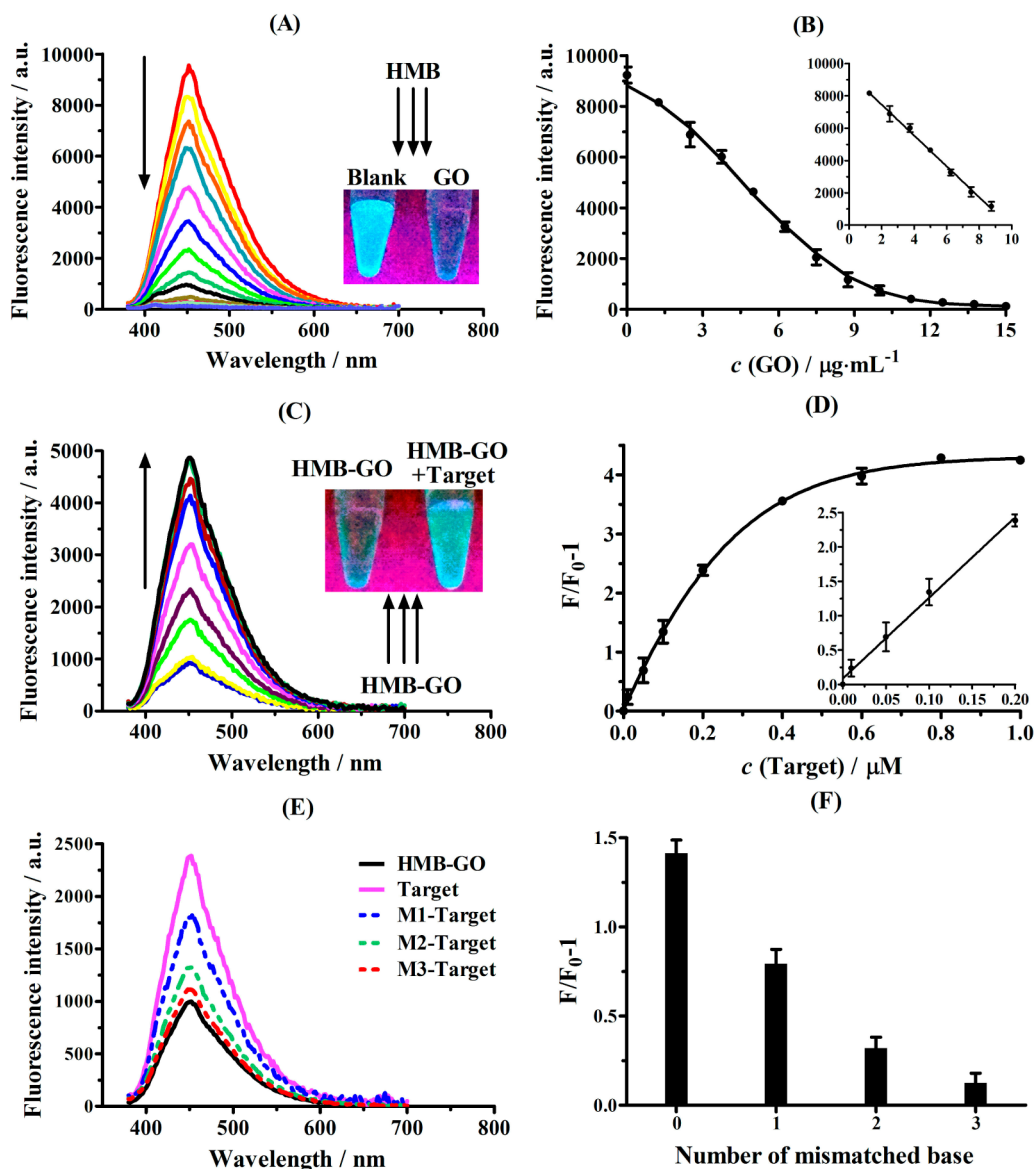 (A)
Fluorescence intensity / a.u.
10000
8000
6000
4000
2000
0
400
500
600
700
800
Wavelength / nm
HMB
Blank
GO
(B)
Fluorescence intensity / a.u.
10000
8000
6000
4000
2000
0
0
3
6
9
12
15
c (GO) / μg·mL-1
10000
8000
6000
4000
2000
0
0
2
4
6
8
10
(C)
Fluorescence intensity / a.u.
5000
4000
3000
2000
1000
0
400
500
600
700
800
Wavelength / nm
HMB-GO
HMB-GO
+Target
HMB-GO
(D)
F/F0-1
4
3
2
1
0
0.0
0.2
0.4
0.6
0.8
1.0
c (Target) / μM
2.5
2.0
1.5
1.0
0.5
0.0
0.05
0.10
0.15
0.20
(E)
Fluorescence intensity / a.u.
2500
2000
1500
1000
500
0
400
500
600
700
800
Wavelength / nm
HMB-GO
Target
M1-Target
M2-Target
M3-Target
(F)
F/F0-1
1.5
1.0
0.5
0.0
0
1
2
3
Number of mismatched base